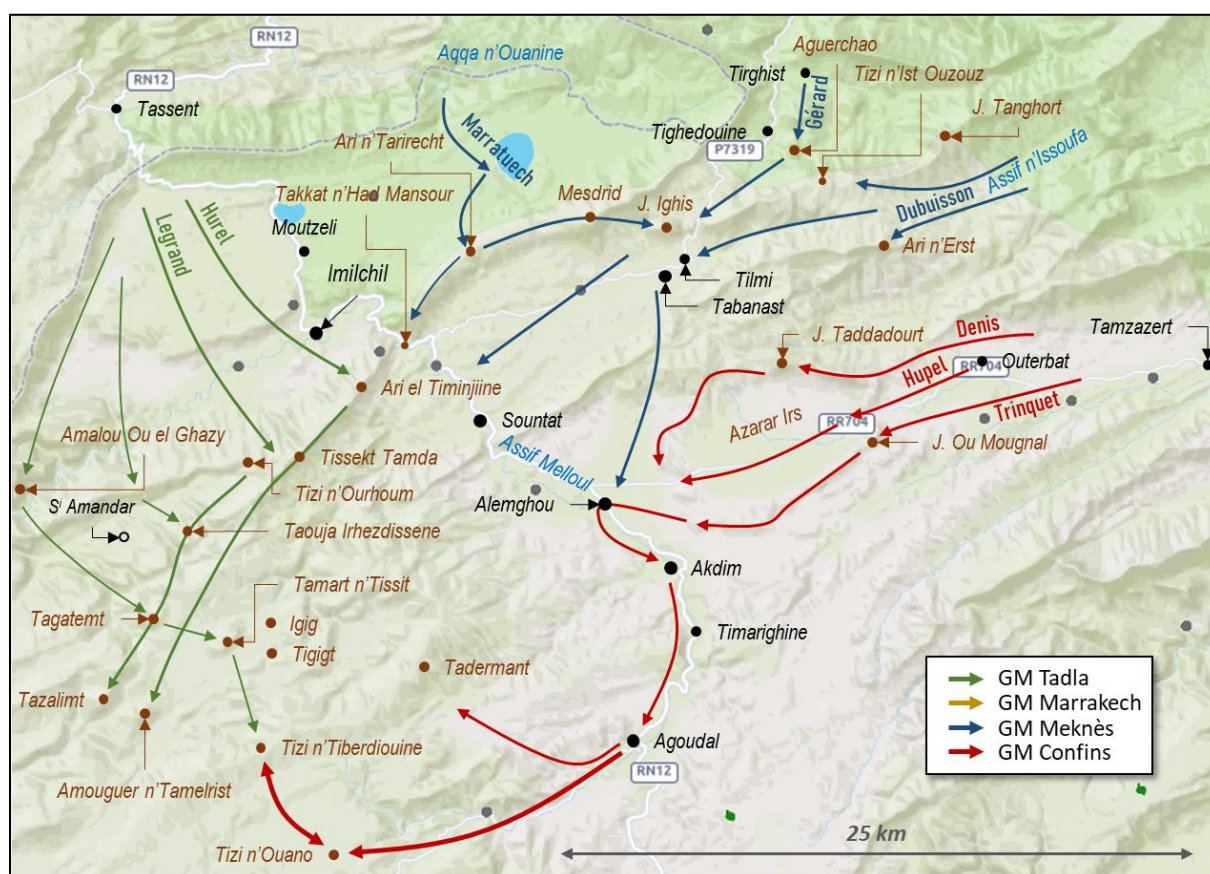 RN12
Aqqa n'Ouanine
Aguerchao
RN12
Tirghist
Tizi n'Ist Ouzouz
Tassent
Gérard
J. Tanghort
Marratuech
Tighedouine
Ari n'Tarirecht
P7319
Assif n'Issoufa
Takkat n'Had Mansour
Mesdrid
J. Ighis
Dubuisson
Hurel
Legrand
Moutzeli
Ari n'Erst
Imilchil
Tilmi
Tabanast
Denis
Tamzazert
J. Taddadourt
Outerbat
RR704
Hupel
Ari el Timinjiine
Trinquet
Amalou Ou el Ghazy
Sountat
Azarar Irs
RR704
J. Ou Mougnal
Tissekt Tamda
Assif Melloul
Tizi n'Ourhoum
Si Amandar
Alemghou
Taouja Irhezdissene
Akdim
Tamart n'Tissit
Tagatemt
Igig
Timarighine
Tigigt
Tadermant
GM Tadla
GM Marrakech
GM Meknès
GM Confins
Tazalimt
Tizi n'Tiberdiouine
Agoudal
RN12
Amouguer n'Tamelrist
25 km
Tizi n'Ouano